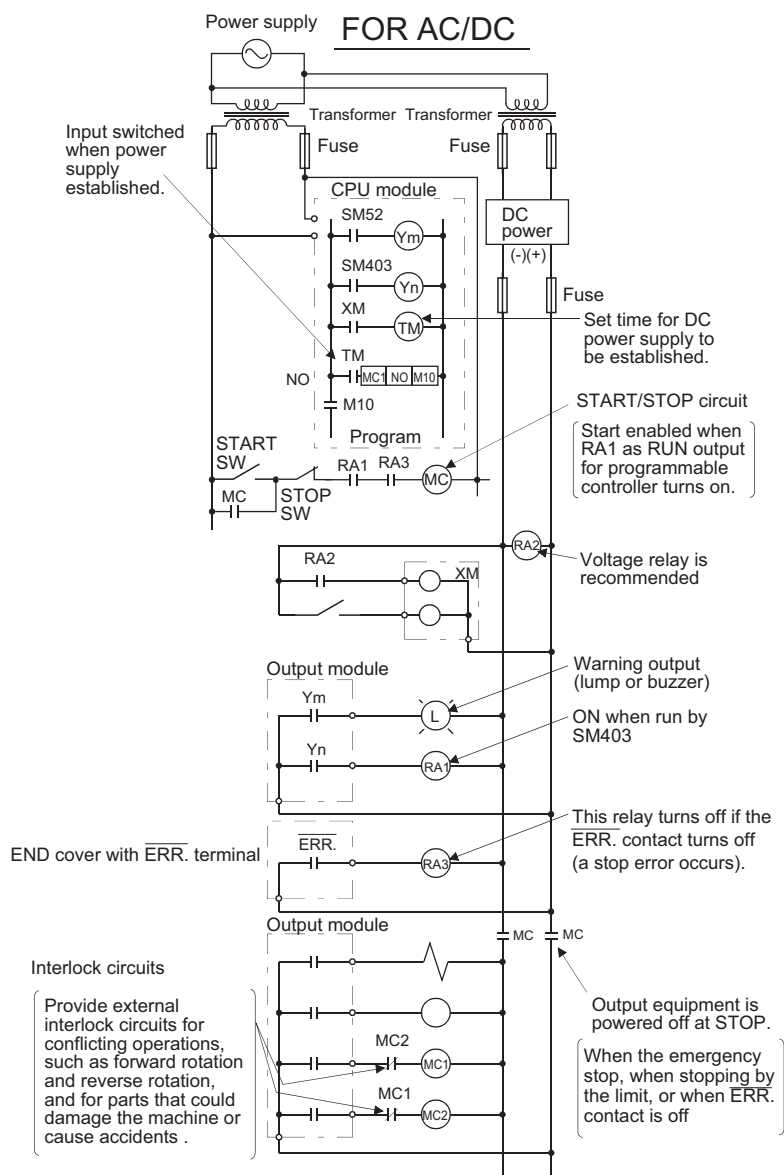 Power supply
FOR AC/DC
Transformer
Transformer
Input switched
when power
supply
established.
Fuse
Fuse
CPU module
SM52
Ym
DC
power
(-)(+)
SM403
Yn
Fuse
XM
TM
Set time for DC
power supply to
be established.
TM
NO
MC1 NO M10
M10
START/STOP circuit
Program
Start enabled when
RA1 as RUN output
for programmable
controller turns on.
START
SW
RA1
RA3
MC
MC
STOP
SW
RA2
RA2
XM
Voltage relay is
recommended
Output module
Warning output
(lump or buzzer)
Ym
L
ON when run by
SM403
Yn
RA1
This relay turns off if the
ERR. contact turns off
(a stop error occurs).
END cover with ERR. terminal
ERR.
RA3
Output module
MC
MC
Interlock circuits
Provide external
interlock circuits for
conflicting operations,
such as forward rotation
and reverse rotation,
and for parts that could
damage the machine or
cause accidents .
Output equipment is
powered off at STOP.
MC2
MC1
When the emergency
stop, when stopping by
the limit, or when ERR.
contact is off
MC1
MC2